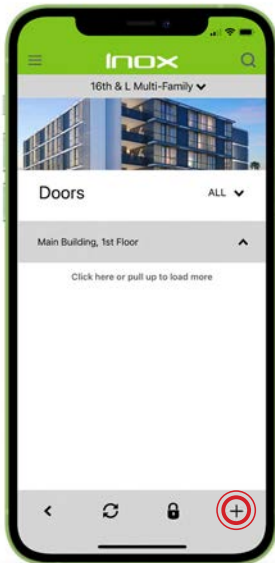 INOX
16th & L Multi-Family
Doors
ALL
Main Building, 1st Floor
Click here or pull up to load more